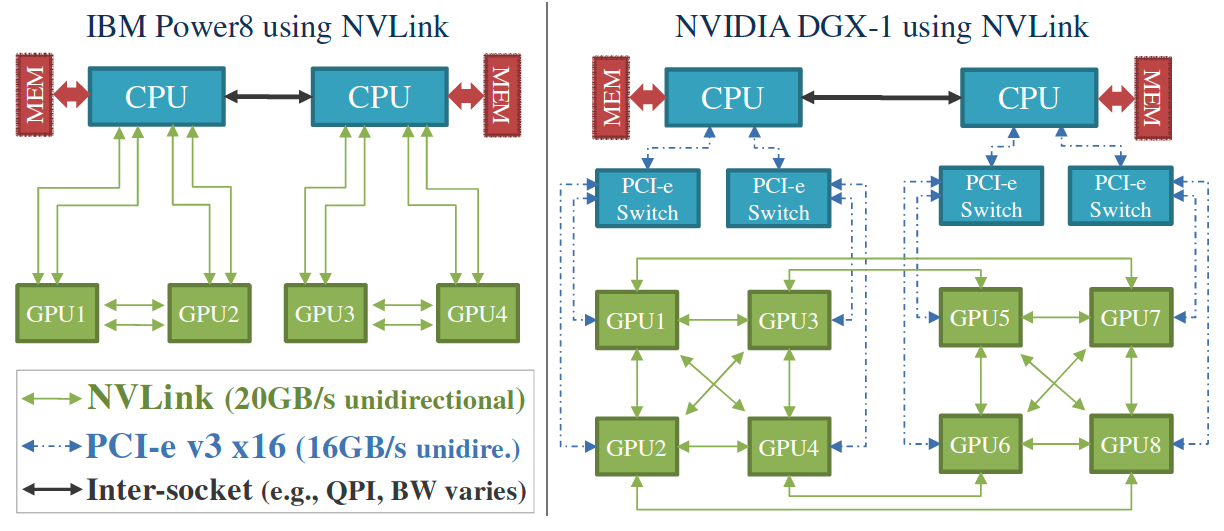 IBM Power8 using NVLink
MEM
CPU
CPU
MEM
GPU1
GPU2
GPU3
GPU4
NVLink (20GB/s unidirectional)
PCI-e v3 x16 (16GB/s unidire.)
Inter-socket (e.g., QPI, BW varies)
NVIDIA DGX-1 using NVLink
MEM
CPU
CPU
MEM
PCI-e
Switch
PCI-e
Switch
PCI-e
Switch
PCI-e
Switch
GPU1
GPU3
GPU5
GPU7
GPU2
GPU4
GPU6
GPU8